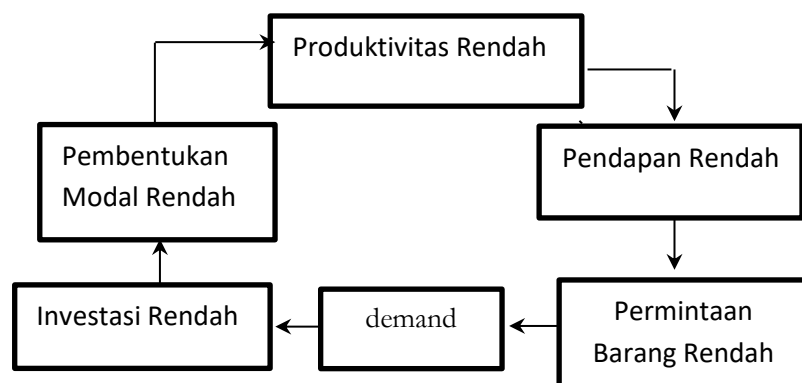 Produktivitas Rendah
Pendapan Rendah
Permintaan
Barang Rendah
demand
Investasi Rendah
Pembentukan
Modal Rendah